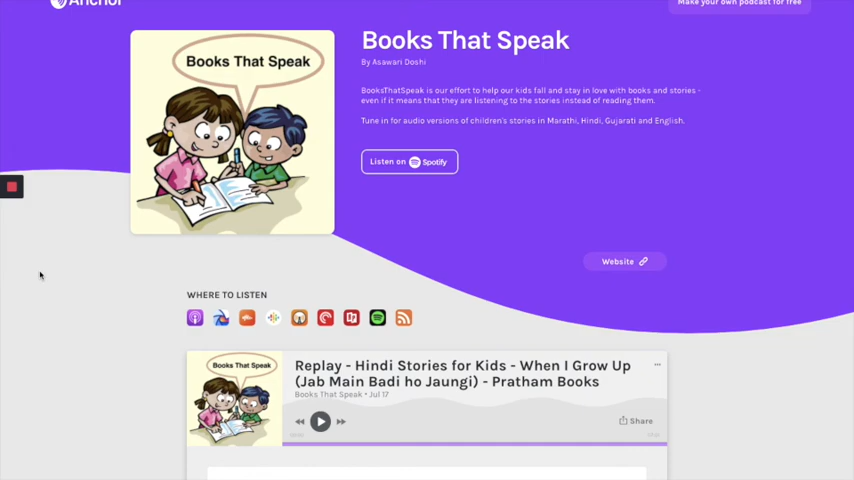 Anchor
Make your own podcast for free
Books That Speak
Books That Speak
By Asawari Doshi
BooksThatSpeak is our effort to help our kids fall and stay in love with books and stories -
even if it means that they are listening to the stories instead of reading them.
Tune in for audio versions of children's stories in Marathi, Hindi, Gujarati and English.
Listen on Spotify
Website
WHERE TO LISTEN
Books That Speak
Replay - Hindi Stories for Kids - When I Grow Up
(Jab Main Badi ho Jaungi) - Pratham Books
Books That Speak • Jul 17
Share